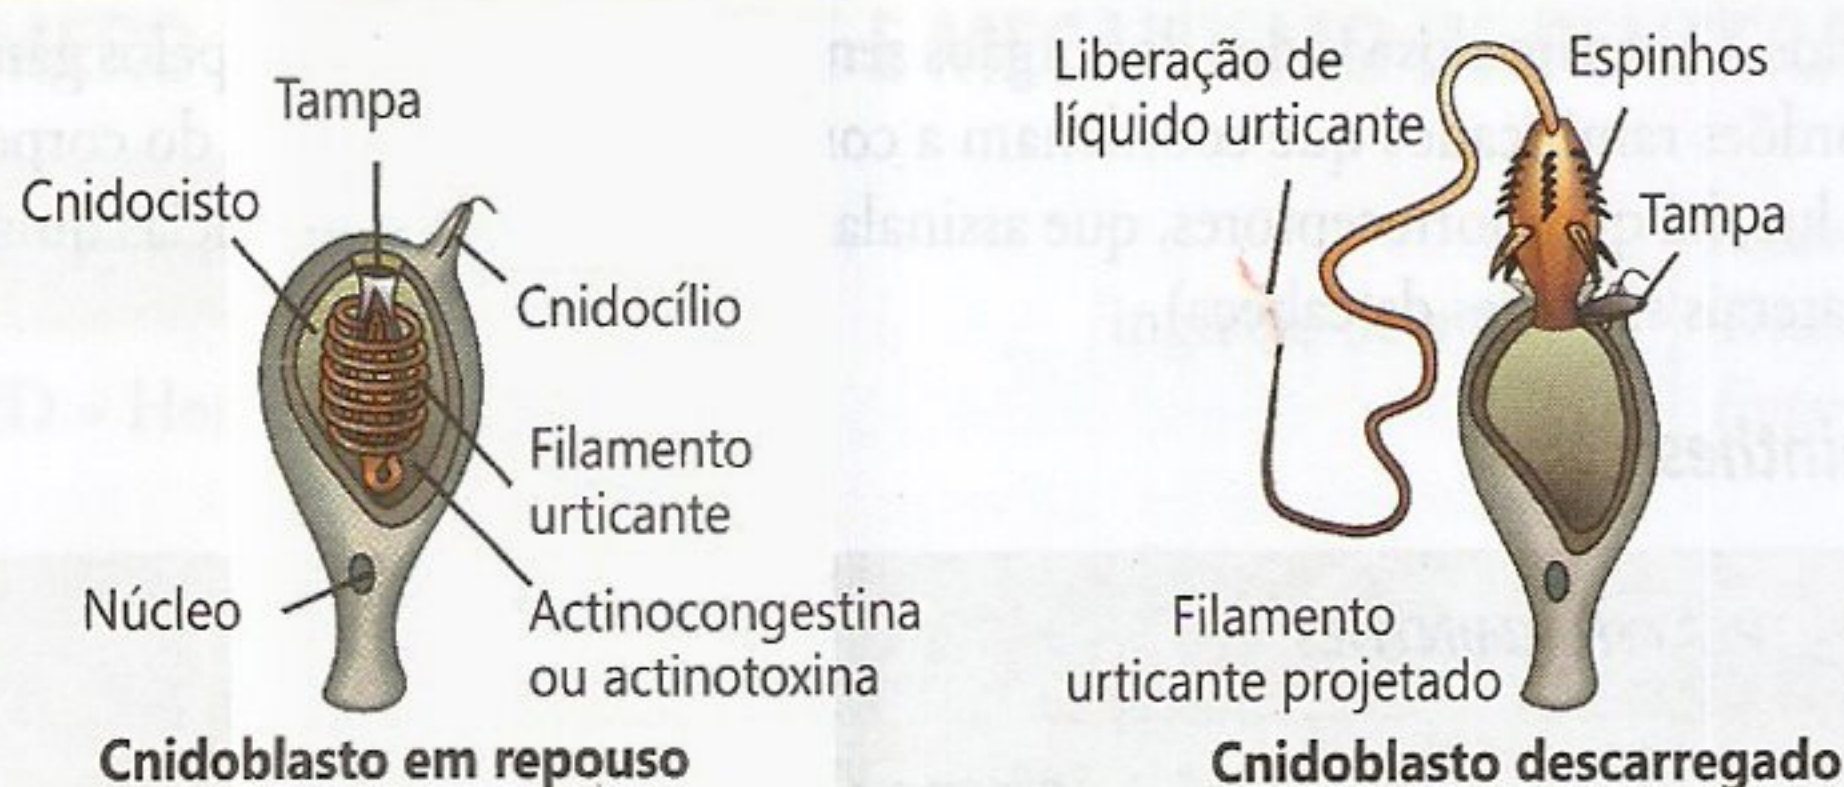 Tampa
Cnidocisto
Cnidocílio
Filamento
urticante
Núcleo
Actinocongestina
ou actinotoxina
Cnidoblasto em repouso
Liberação de
líquido urticante
Espinhos
Tampa
Filamento
urticante projetado
Cnidoblasto descarregado